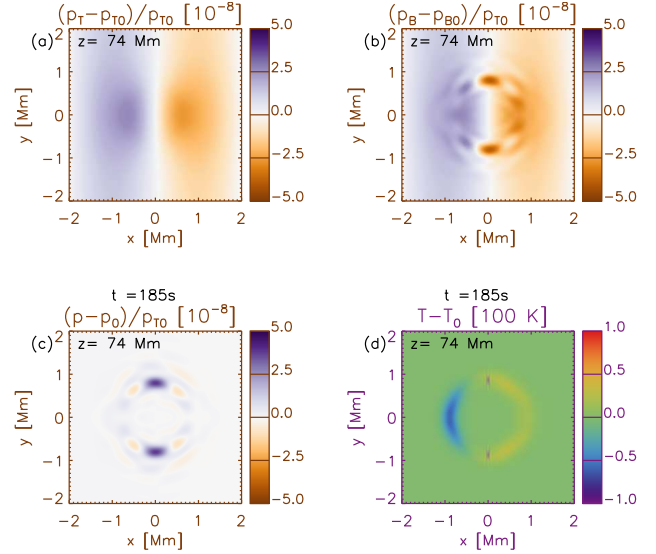 (p_T−p_T0)/p_T0 [10^−8]
(a)
z= 74 Mm
y [Mm]
2
1
0
−1
−2
−2 −1 0 1 2
x [Mm]
5.0
2.5
0.0
−2.5
−5.0
(p_B−p_B0)/p_T0 [10^−8]
(b)
z= 74 Mm
y [Mm]
2
1
0
−1
−2
−2 −1 0 1 2
x [Mm]
5.0
2.5
0.0
−2.5
−5.0
t =185s
(p−p_0)/p_T0 [10^−8]
(c)
z= 74 Mm
y [Mm]
2
1
0
−1
−2
−2 −1 0 1 2
x [Mm]
5.0
2.5
0.0
−2.5
−5.0
t =185s
T−T_0 [100 K]
(d)
z= 74 Mm
y [Mm]
2
1
0
−1
−2
−2 −1 0 1 2
x [Mm]
1.0
0.5
0.0
−0.5
−1.0